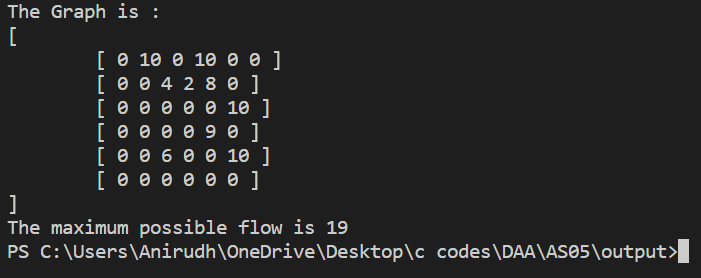 The Graph is :
[
[ 0 10 0 10 0 0 ]
[ 0 0 4 2 8 0 ]
[ 0 0 0 0 0 10 ]
[ 0 0 0 0 9 0 ]
[ 0 0 6 0 0 10 ]
[ 0 0 0 0 0 0 ]
]
The maximum possible flow is 19
PS C:\Users\Anirudh\OneDrive\Desktop\c codes\DAA\AS05\output>